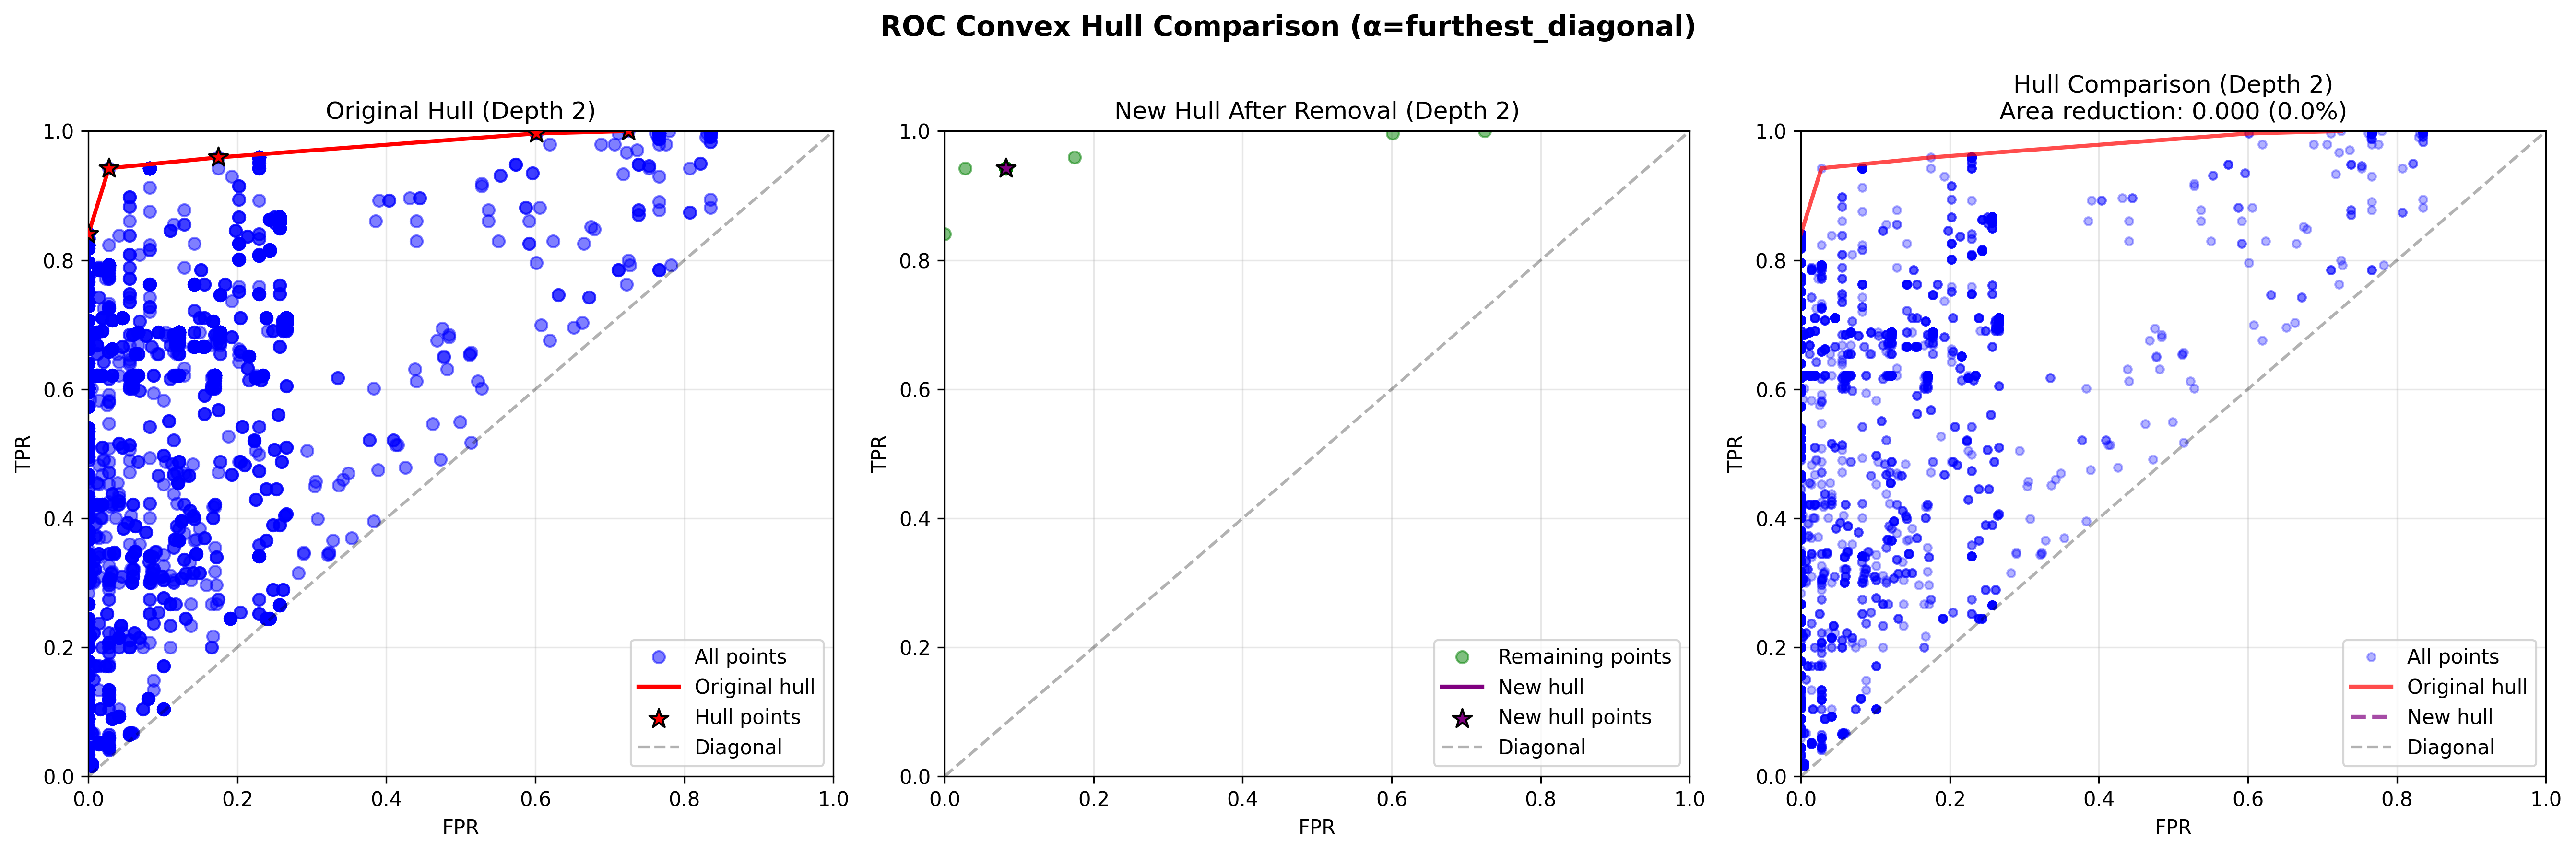 ROC Convex Hull Comparison (α=furthest_diagonal)
Original Hull (Depth 2)
1.0
0.8
0.6
0.4
0.2
0.0
TPR
0.0 0.2 0.4 0.6 0.8 1.0
FPR
All points
Original hull
Hull points
Diagonal
New Hull After Removal (Depth 2)
1.0
0.8
0.6
0.4
0.2
0.0
TPR
0.0 0.2 0.4 0.6 0.8 1.0
FPR
Remaining points
New hull
New hull points
Diagonal
Hull Comparison (Depth 2)
Area reduction: 0.000 (0.0%)
1.0
0.8
0.6
0.4
0.2
0.0
TPR
0.0 0.2 0.4 0.6 0.8 1.0
FPR
All points
Original hull
New hull
Diagonal